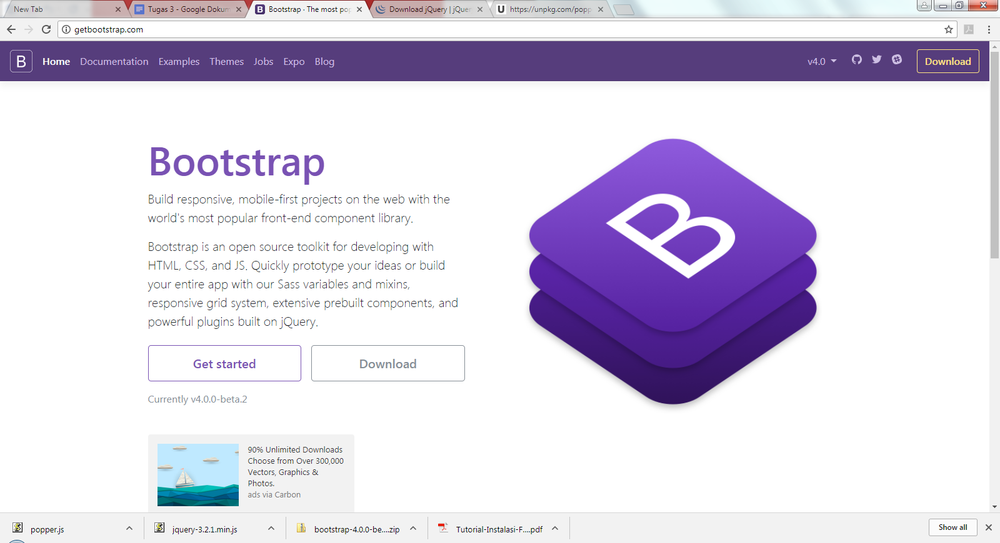 New Tab
Tugas 3 - Google Dokum
Bootstrap · The most pop
Download jQuery | jQuer
U
https://unpkg.com/popp
getbootstrap.com
B
Home
Documentation
Examples
Themes
Jobs
Expo
Blog
v4.0
Download
Bootstrap
Build responsive, mobile-first projects on the web with the
world's most popular front-end component library.
Bootstrap is an open source toolkit for developing with
HTML, CSS, and JS. Quickly prototype your ideas or build
your entire app with our Sass variables and mixins,
responsive grid system, extensive prebuilt components, and
powerful plugins built on jQuery.
Get started
Download
Currently v4.0.0-beta.2
B
90% Unlimited Downloads
Choose from Over 300,000
Vectors, Graphics &
Photos.
ads via Carbon
popper.js
jquery-3.2.1.min.js
bootstrap-4.0.0-be....zip
Tutorial-Instalasi-F....pdf
Show all